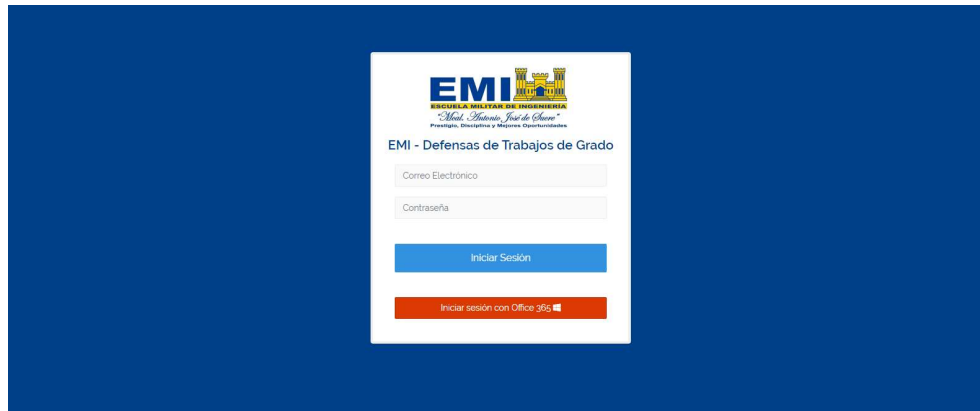 EMI
ESCUELA MILITAR DE INGENIERÍA
"Mcal. Antonio José de Sucre"
Prestigio, Disciplina y Mejores Oportunidades
EMI - Defensas de Trabajos de Grado
Correo Electrónico
Contraseña
Iniciar Sesión
Iniciar sesión con Office 365